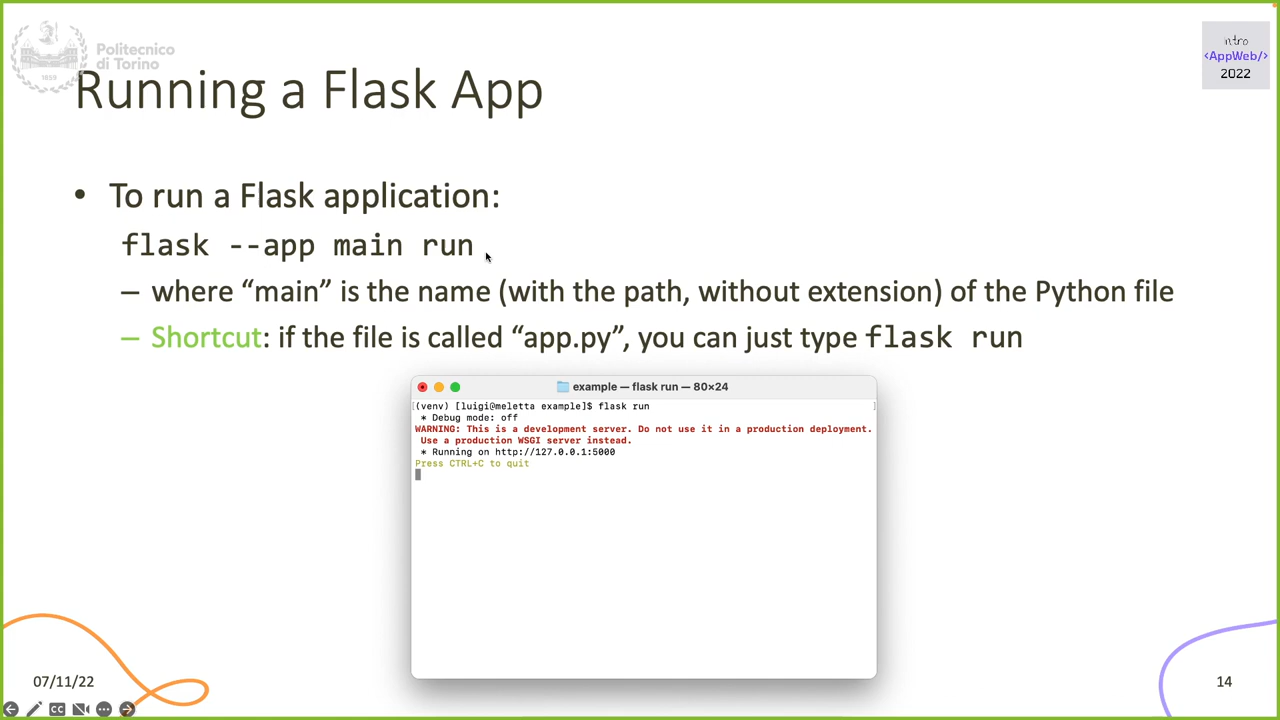 Politecnico
di Torino
1859
intro
<AppWeb/>
2022
Running a Flask App
• To run a Flask application:
flask --app main run
– where “main” is the name (with the path, without extension) of the Python file
– Shortcut: if the file is called “app.py”, you can just type flask run
example — flask run — 80×24
(venv) [luigi@meletta example]$ flask run
* Debug mode: off
WARNING: This is a development server. Do not use it in a production deployment.
Use a production WSGI server instead.
* Running on http://127.0.0.1:5000
Press CTRL+C to quit
07/11/22
14
CC